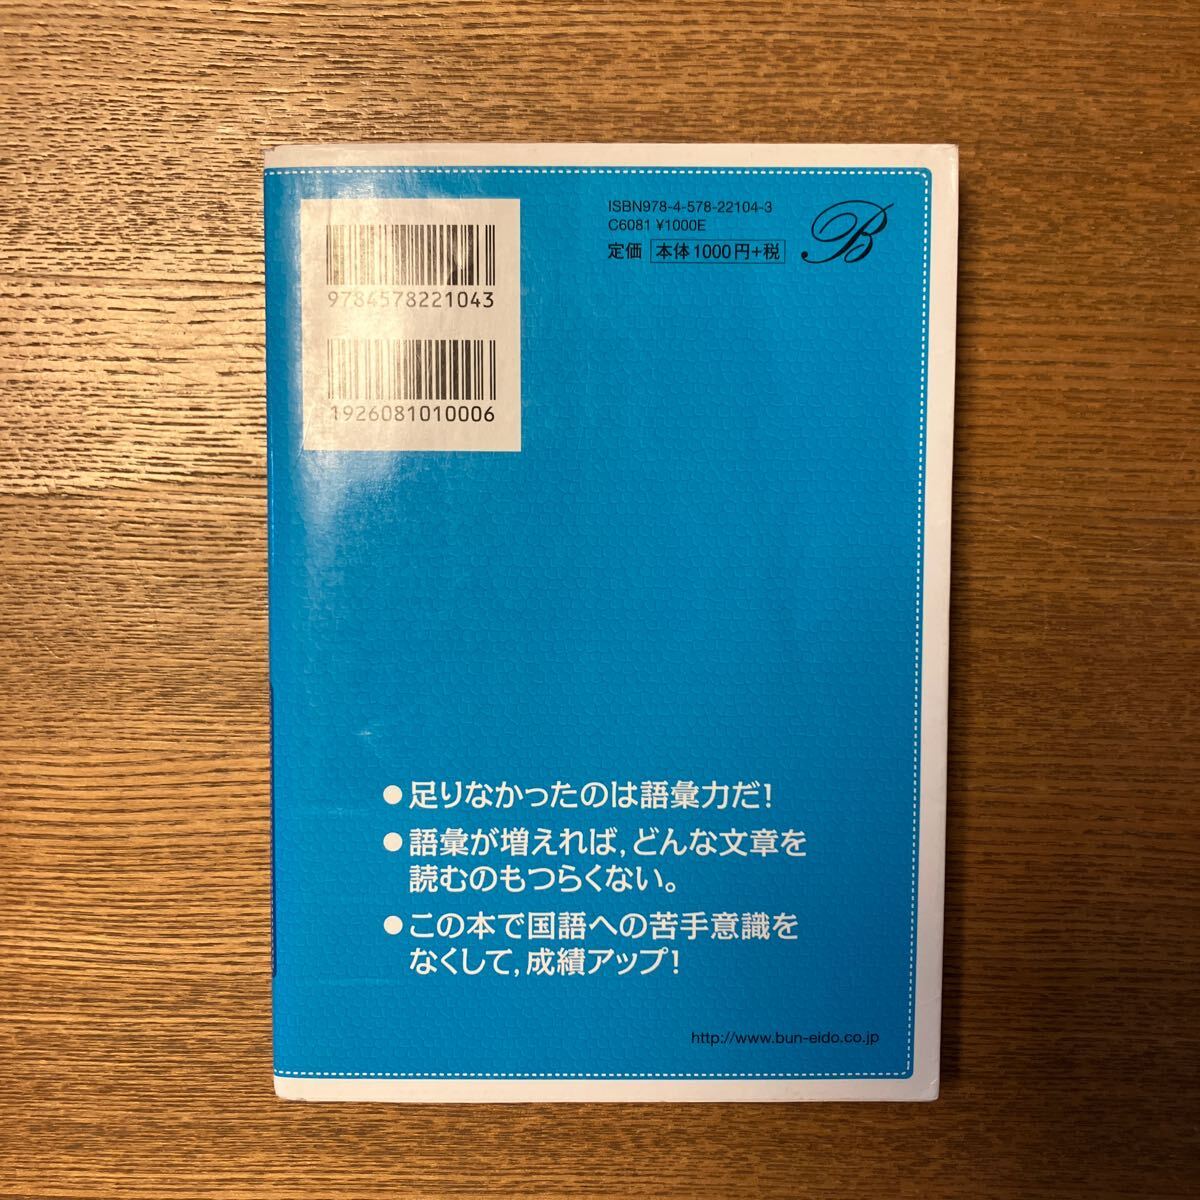 ISBN978-4-578-22104-3
C6081 ¥1000E
定価 本体1000円+税
B
9784578221043
1926081010006
●足りなかったのは語彙力だ!
●語彙が増えれば,どんな文章を
読むのもつらくない。
●この本で国語への苦手意識を
なくして,成績アップ!
http://www.bun-eido.co.jp